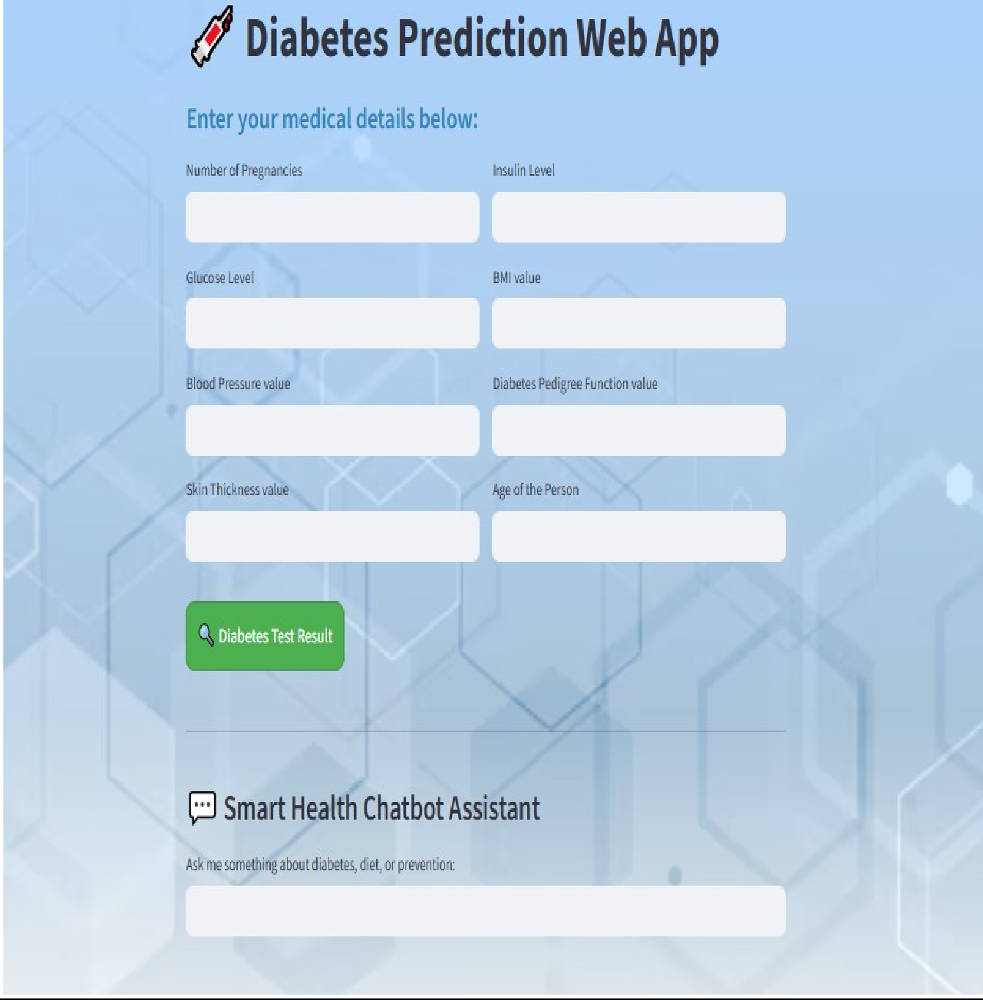 Diabetes Prediction Web App
Enter your medical details below:
Number of Pregnancies
Insulin Level
Glucose Level
BMI value
Blood Pressure value
Diabetes Pedigree Function value
Skin Thickness value
Age of the Person
Diabetes Test Result
Smart Health Chatbot Assistant
Ask me something about diabetes, diet, or prevention: